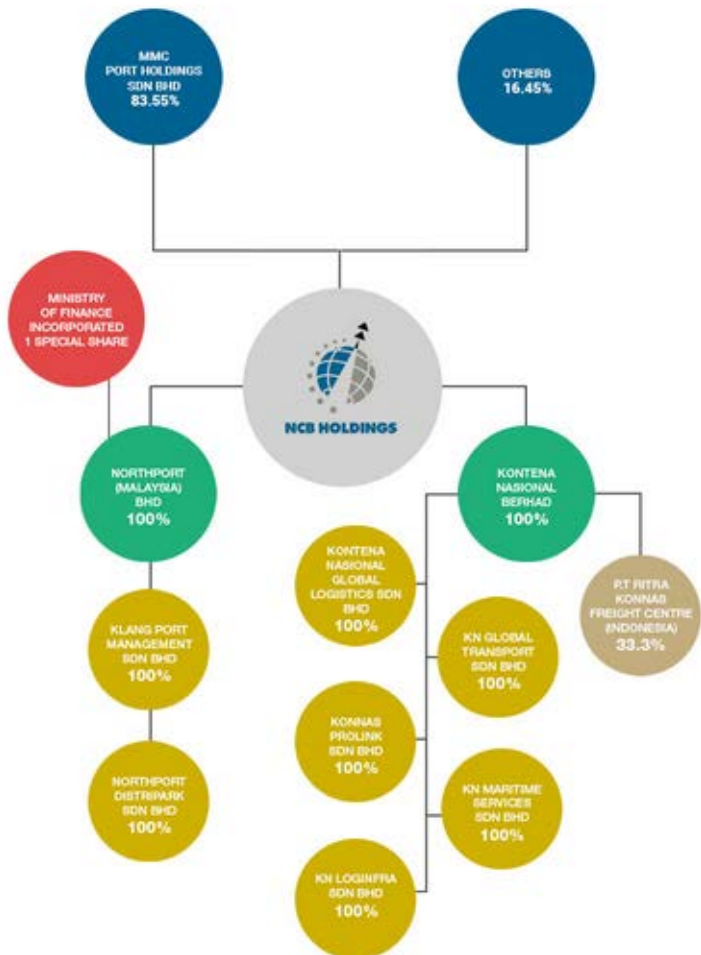 MMC
PORT HOLDINGS
SDN BHD
83.55%
OTHERS
16.45%
MINISTRY
OF FINANCE
INCORPORATED
1 SPECIAL SHARE
NCB HOLDINGS
NORTHPORT
(MALAYSIA)
BHD
100%
KONTENA
NASIONAL
BERHAD
100%
KLANG PORT
MANAGEMENT
SDN BHD
100%
NORTHPORT
DISTRIPARK
SDN BHD
100%
KONTENA
NASIONAL
GLOBAL
LOGISTICS SDN
BHD
100%
KN GLOBAL
TRANSPORT
SDN BHD
100%
KONNAS
PROLINK
SDN BHD
100%
KN MARITIME
SERVICES
SDN BHD
100%
KN LOGINFRA
SDN BHD
100%
P.T RITRA
KONNAS
FREIGHT CENTRE
(INDONESIA)
33.3%